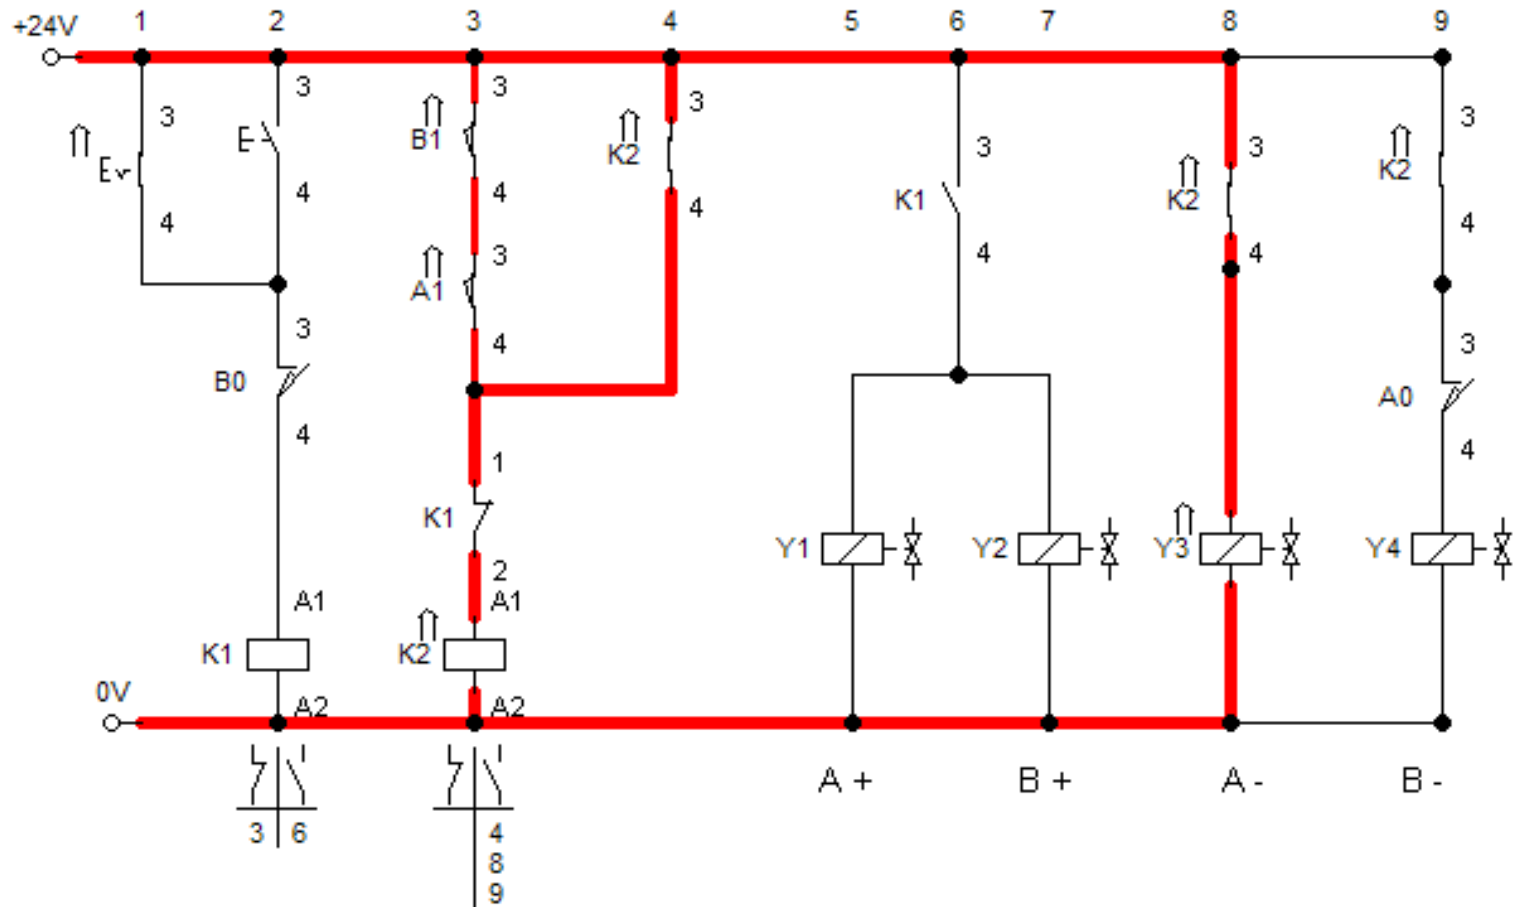 +24V 1 2 3 4 5 6 7 8 9
3 3 3 3 3 3 3
B1 K2 K2 K2
4 4 4 4 4 4 4
K1
3 3 3
A1
B0 4 A0
4 4
1
K1
Y1 Y2 Y3 Y4
2
A1 A1
K1 K2
0V A2 A2
A + B + A - B -
3 6 4
8
9